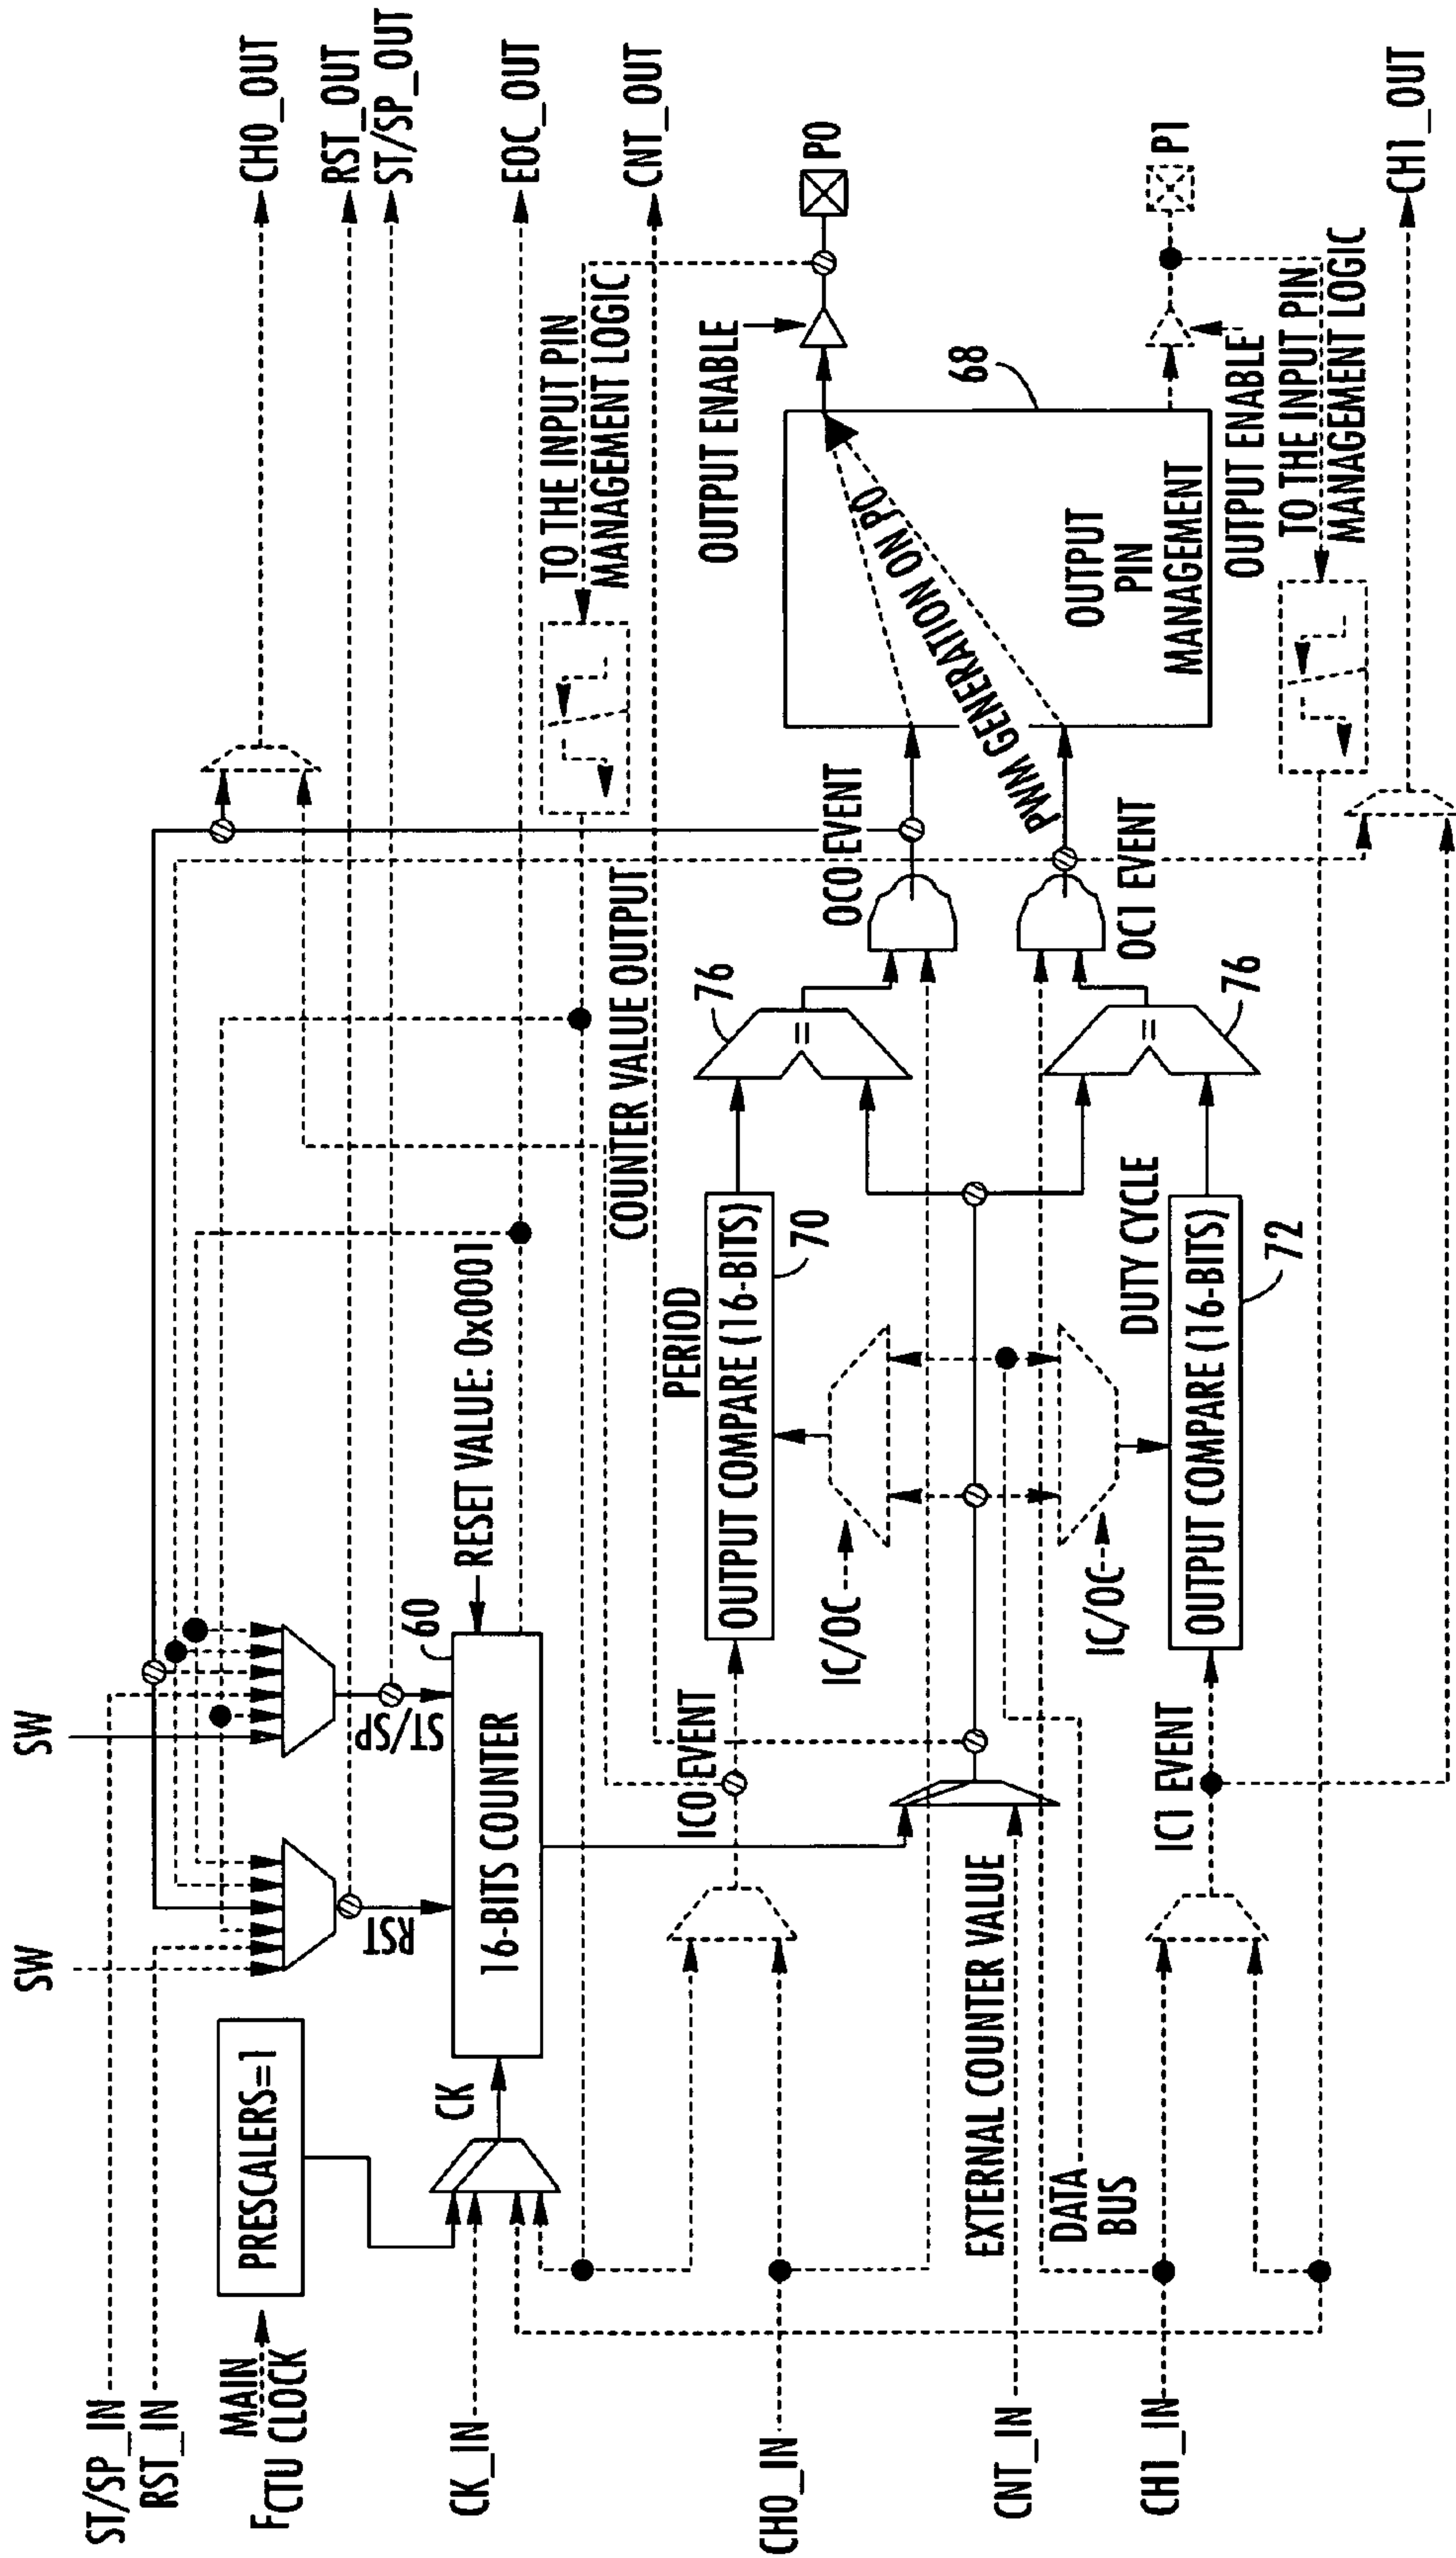 ST/SP_IN
RST_IN
MAIN
FCTU CLOCK
PRESCALERS=1
SW
SW
CK_IN
CK
RST
ST/SP
60
16-BITS COUNTER
RESET VALUE: 0x0001
CH0_OUT
RST_OUT
ST/SP_OUT
EOC_OUT
CNT_OUT
TO THE INPUT PIN
MANAGEMENT LOGIC
COUNTER VALUE OUTPUT
CH0_IN
IC0 EVENT
PERIOD
OUTPUT COMPARE (16-BITS)
70
IC/OC
76
OC0 EVENT
OUTPUT ENABLE
P0
PWM GENERATION ON P0
68
OUTPUT
PIN
MANAGEMENT
CNT_IN
EXTERNAL COUNTER VALUE
DATA
BUS
IC/OC
DUTY CYCLE
OUTPUT COMPARE (16-BITS)
72
76
OC1 EVENT
CH1_IN
IC1 EVENT
P1
OUTPUT ENABLE
TO THE INPUT PIN
MANAGEMENT LOGIC
CH1_OUT